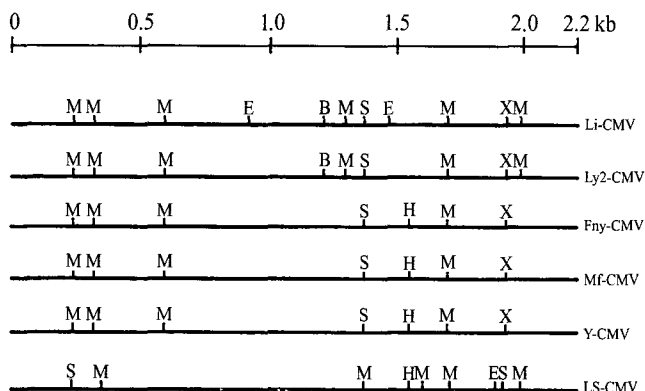 0 0.5 1.0 1.5 2.0 2.2 kb
M M M E B M S E M X M Li-CMV
M M M B M S M X M Ly2-CMV
M M M S H M X Fny-CMV
M M M S H M X Mf-CMV
M M M S H M X Y-CMV
S M M H M M E S M LS-CMV